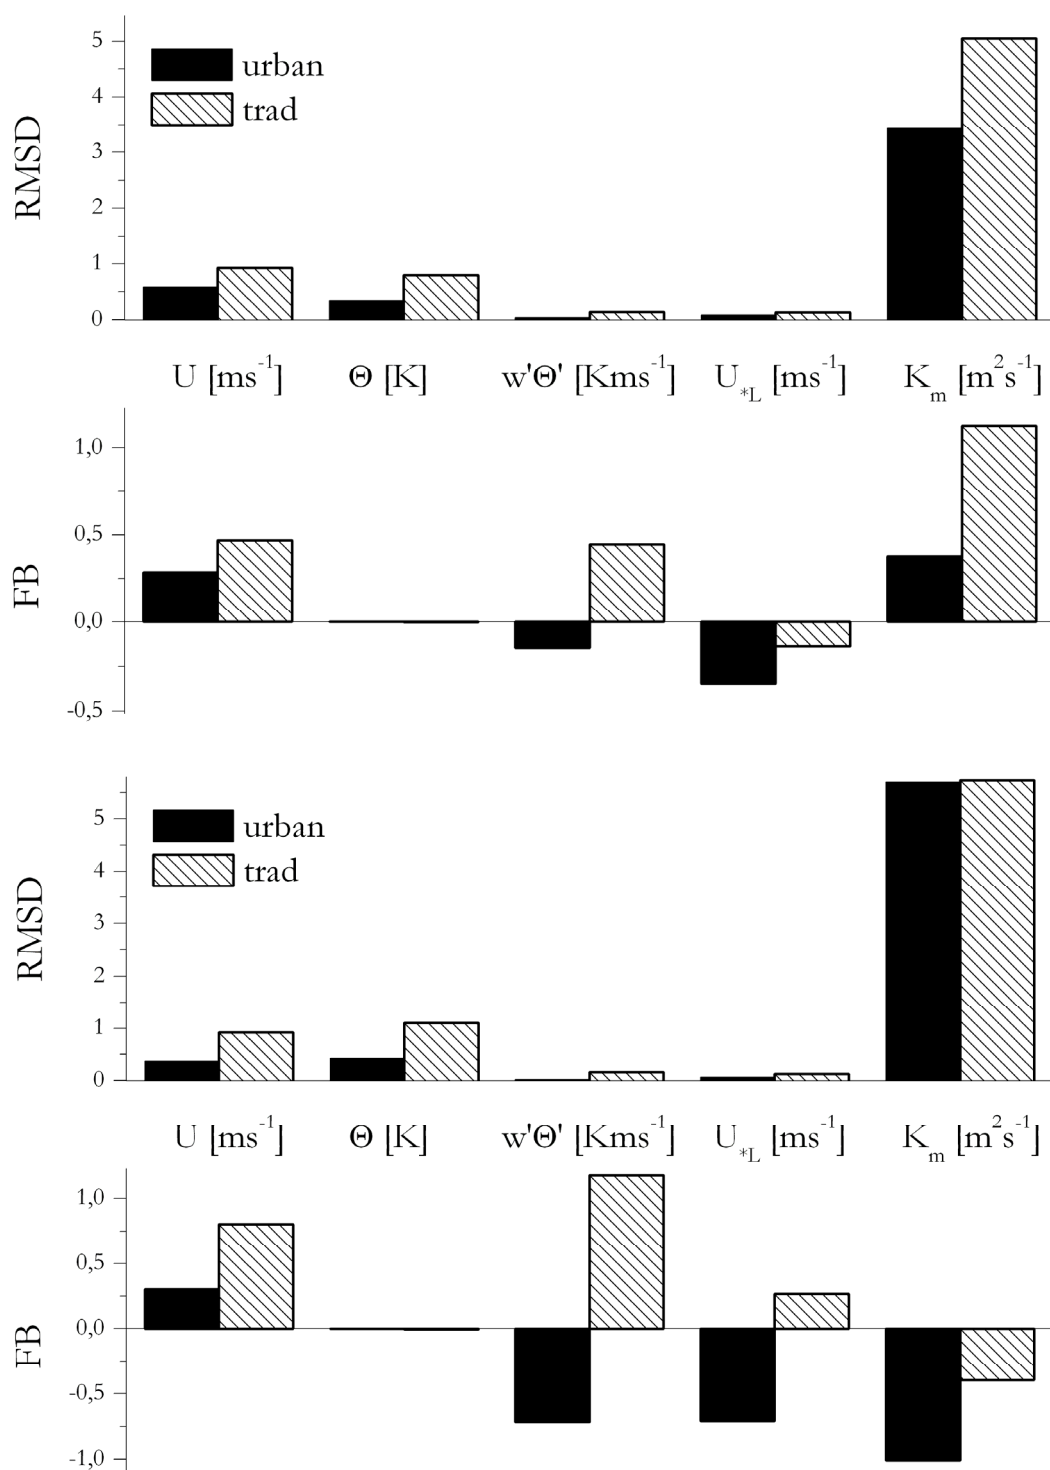 RMSD
5
4
3
2
1
0
urban
trad
U [ms⁻¹] Θ [K] w'Θ' [Kms⁻¹] U*L [ms⁻¹] Km [m²s⁻¹]
FB
1,0
0,5
0,0
-0,5
RMSD
5
4
3
2
1
0
urban
trad
U [ms⁻¹] Θ [K] w'Θ' [Kms⁻¹] U*L [ms⁻¹] Km [m²s⁻¹]
FB
1,0
0,5
0,0
-0,5
-1,0